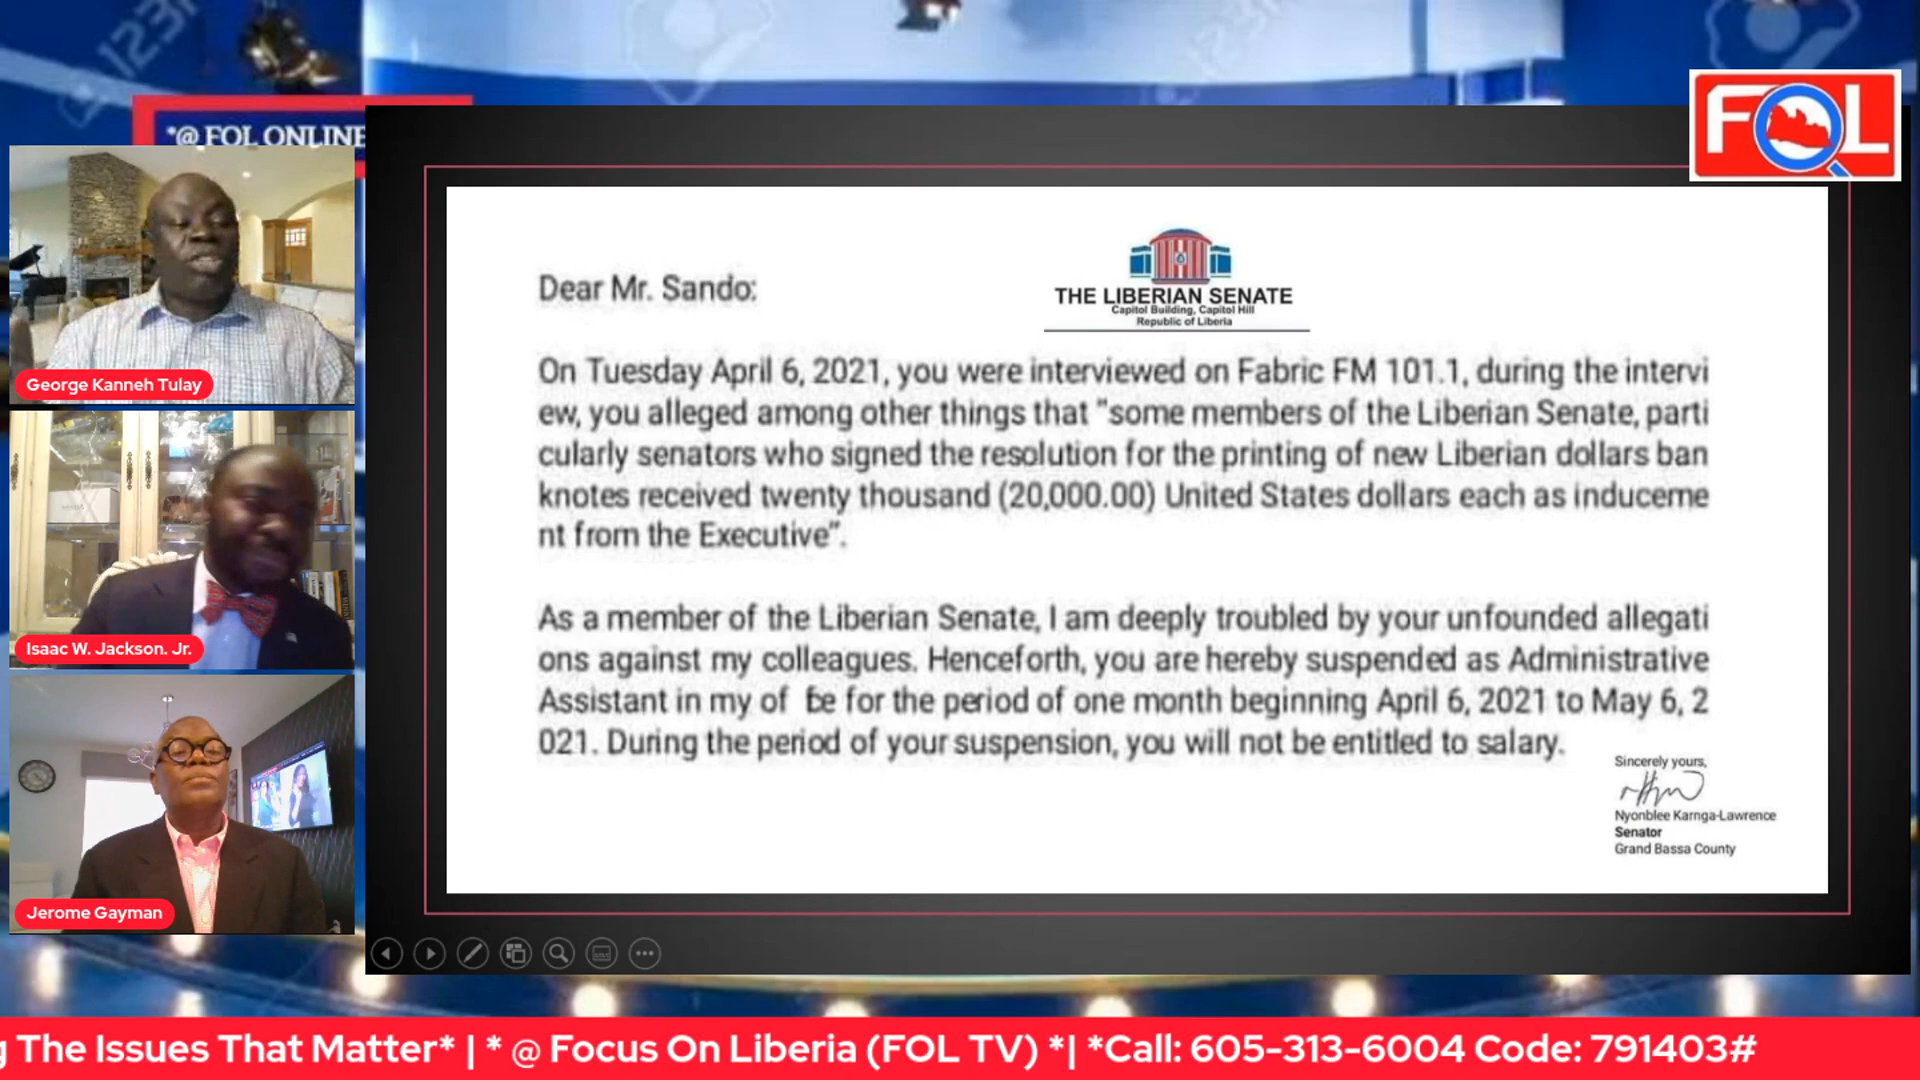 *@ FOL ONLINE
FOL
George Kanneh Tulay
Isaac W. Jackson. Jr.
Jerome Gayman
Dear Mr. Sando:
THE LIBERIAN SENATE
Capitol Building, Capitol Hill
Republic of Liberia
On Tuesday April 6, 2021, you were interviewed on Fabric FM 101.1, during the intervi
ew, you alleged among other things that "some members of the Liberian Senate, parti
cularly senators who signed the resolution for the printing of new Liberian dollars ban
knotes received twenty thousand (20,000.00) United States dollars each as induceme
nt from the Executive".
As a member of the Liberian Senate, I am deeply troubled by your unfounded allegati
ons against my colleagues. Henceforth, you are hereby suspended as Administrative
Assistant in my of for the period of one month beginning April 6, 2021 to May 6, 2
021. During the period of your suspension, you will not be entitled to salary.
Sincerely yours,
Nyonblee Karnga-Lawrence
Senator
Grand Bassa County
g The Issues That Matter* | * @ Focus On Liberia (FOL TV) *| *Call: 605-313-6004 Code: 791403#